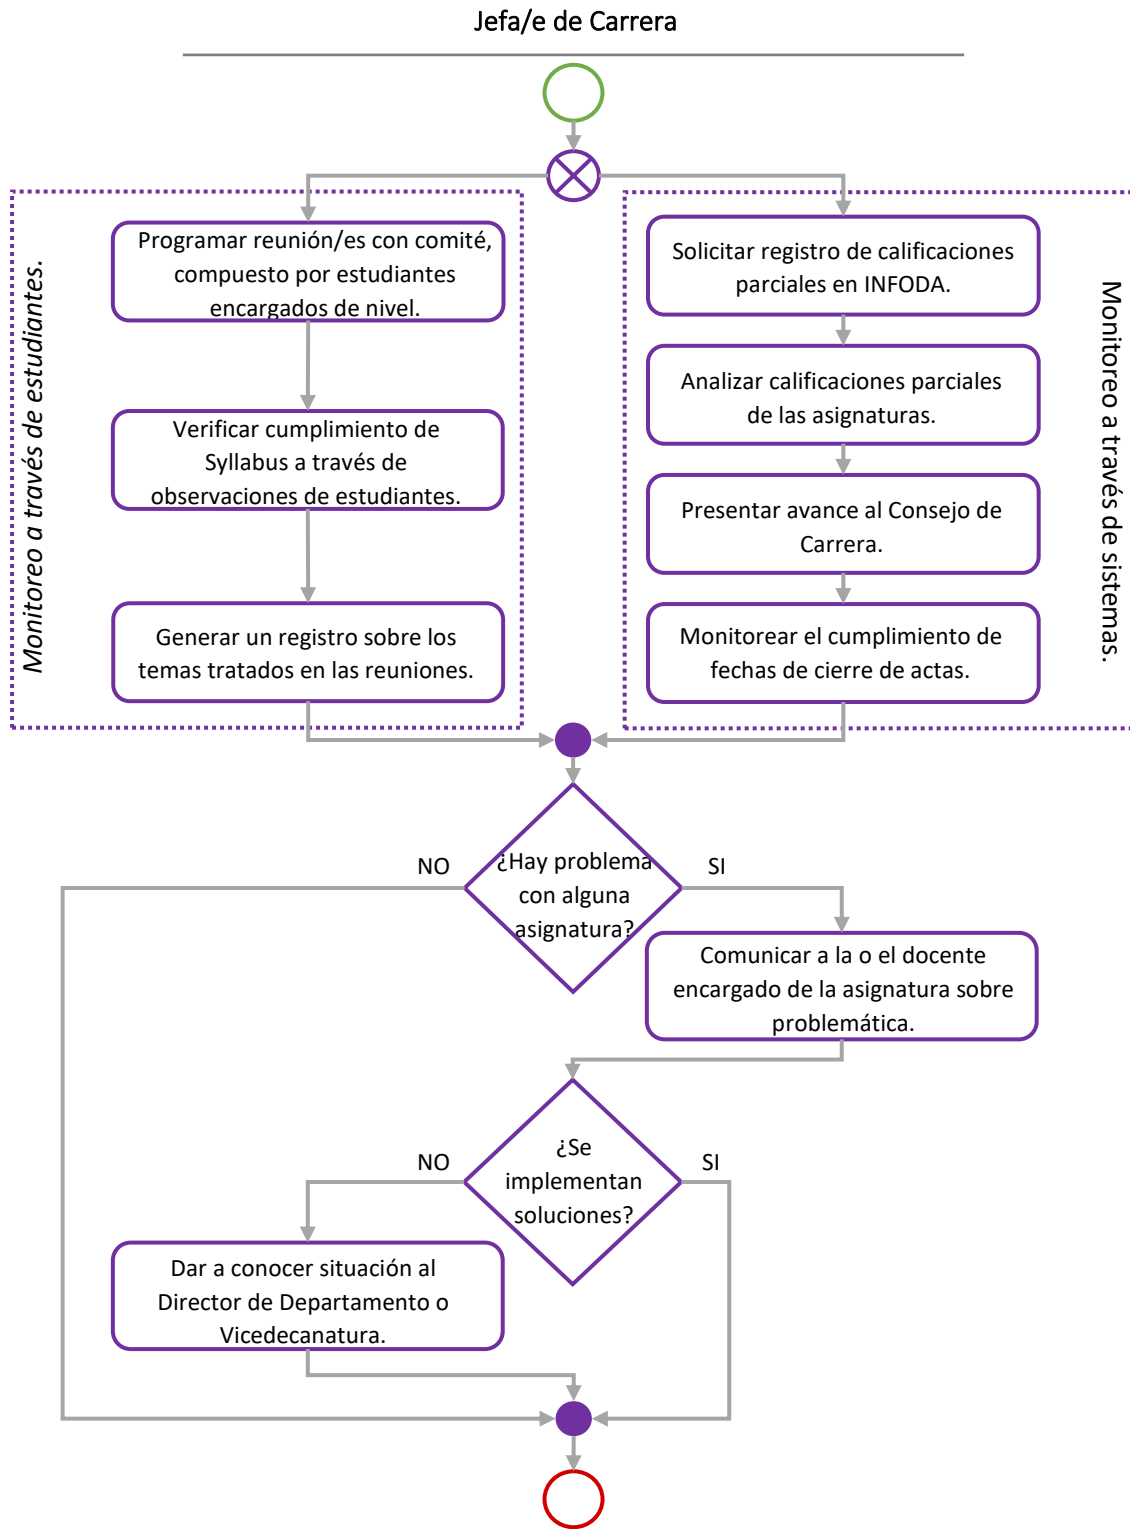 Jefa/e de Carrera
Monitoreo a través de estudiantes.
Programar reunión/es con comité,
compuesto por estudiantes
encargados de nivel.
Verificar cumplimiento de
Syllabus a través de
observaciones de estudiantes.
Generar un registro sobre los
temas tratados en las reuniones.
Solicitar registro de calificaciones
parciales en INFODA.
Analizar calificaciones parciales
de las asignaturas.
Presentar avance al Consejo de
Carrera.
Monitorear el cumplimiento de
fechas de cierre de actas.
Monitoreo a través de sistemas.
NO
¿Hay problema
con alguna
asignatura?
SI
Comunicar a la o el docente
encargado de la asignatura sobre
problemática.
NO
¿Se
implementan
soluciones?
SI
Dar a conocer situación al
Director de Departamento o
Vicedecanatura.